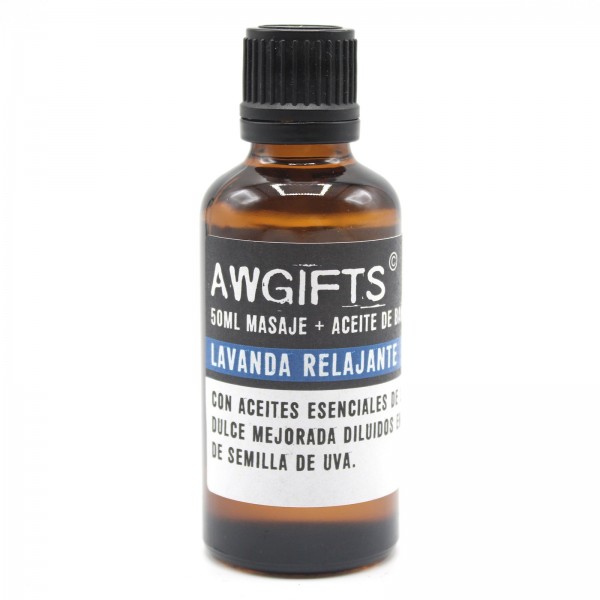 AWGIFTS ©
50ML MASAJE + ACEITE DE
LAVANDA RELAJANTE
CON ACEITES ESENCIALES DE
DULCE MEJORADA DILUIDOS
DE SEMILLA DE UVA.